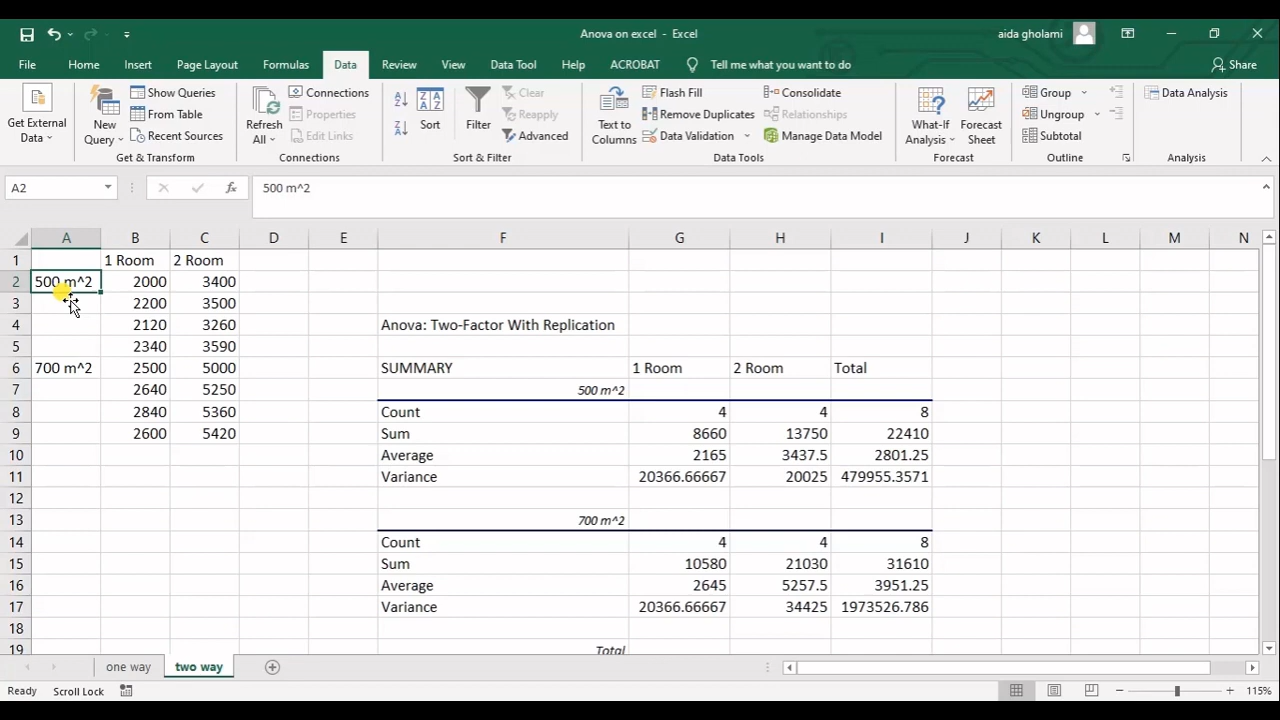 Anova on excel - Excel
aida gholami
File Home Insert Page Layout Formulas Data Review View Data Tool Help ACROBAT Tell me what you want to do Share
Get External Data
New Query
Show Queries
From Table
Recent Sources
Get & Transform
Refresh All
Connections
Properties
Edit Links
Connections
Sort
Filter
Clear
Reapply
Advanced
Sort & Filter
Text to Columns
Flash Fill
Remove Duplicates
Data Validation
Consolidate
Relationships
Manage Data Model
Data Tools
What-If Analysis
Forecast Sheet
Forecast
Group
Ungroup
Subtotal
Outline
Data Analysis
Analysis
A2 fx 500 m^2
A B C D E F G H I J K L M N
1 1 Room 2 Room
2 500 m^2 2000 3400
3 2200 3500
4 2120 3260 Anova: Two-Factor With Replication
5 2340 3590
6 700 m^2 2500 5000 SUMMARY 1 Room 2 Room Total
7 2640 5250 500 m^2
8 2840 5360 Count 4 4 8
9 2600 5420 Sum 8660 13750 22410
10 Average 2165 3437.5 2801.25
11 Variance 20366.66667 20025 479955.3571
12
13 700 m^2
14 Count 4 4 8
15 Sum 10580 21030 31610
16 Average 2645 5257.5 3951.25
17 Variance 20366.66667 34425 1973526.786
18
19 Total
one way two way
Ready Scroll Lock 115%